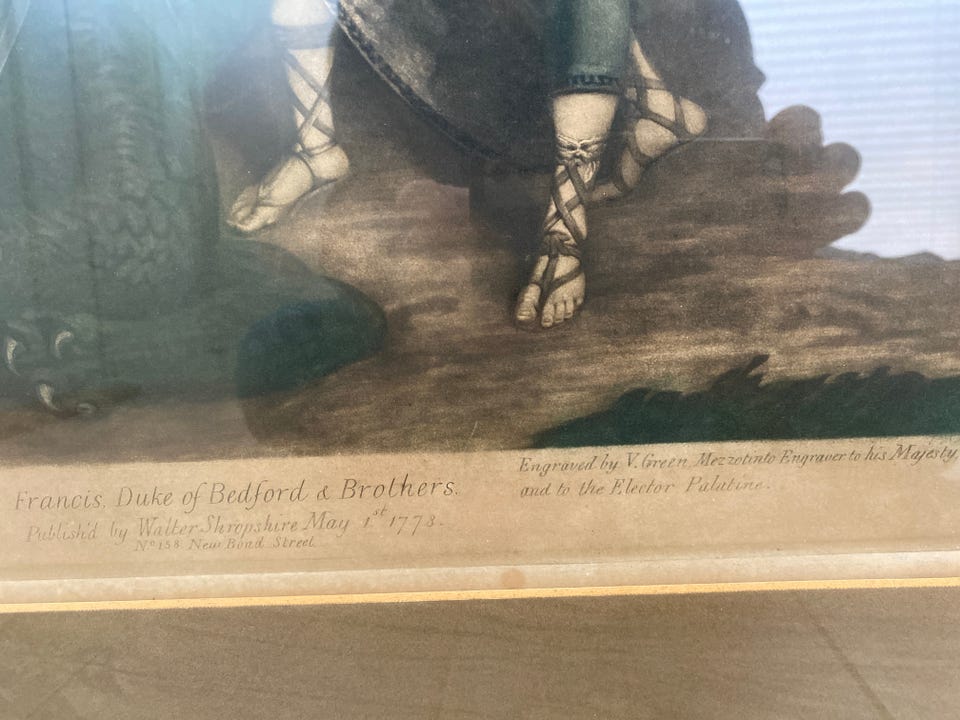 Francis, Duke of Bedford & Brothers.
Publish'd by Walter Shropshire May 1st 1778.
No 158 New Bond Street
Engraved by V. Green Mezzotinto Engraver to his Majesty,
and to the Elector Palatine.